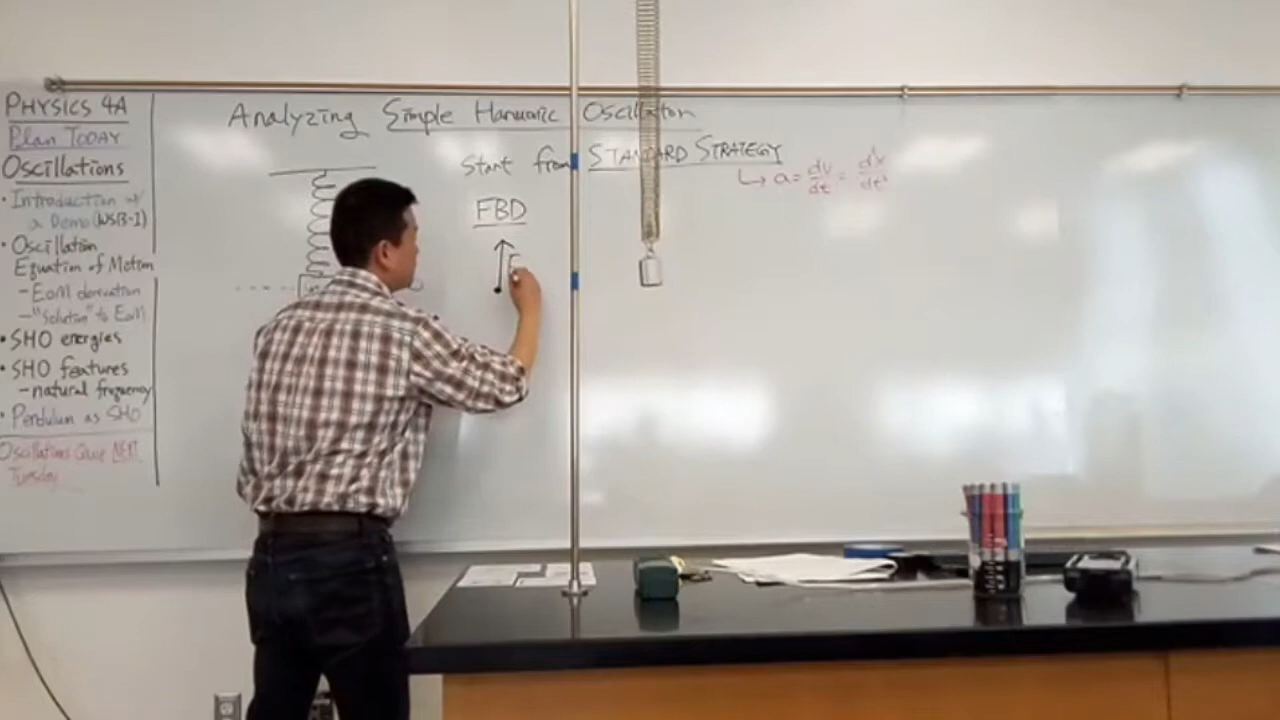 PHYSICS 4A
Plan TODAY
Oscillations
• Introduction w/
a Demo (WS13-1)
• Oscillation
Equation of Motion
- EoM derivation
- "Solution" to EoM
• SHO energies
• SHO features
- natural frequency
• Pendulum as SHO
Oscillations Quiz NEXT
Tuesday
Analyzing Simple Harmonic Oscillator
Start from STANDARD STRATEGY
↳ a = dv/dt = d²x/dt²
FBD
F